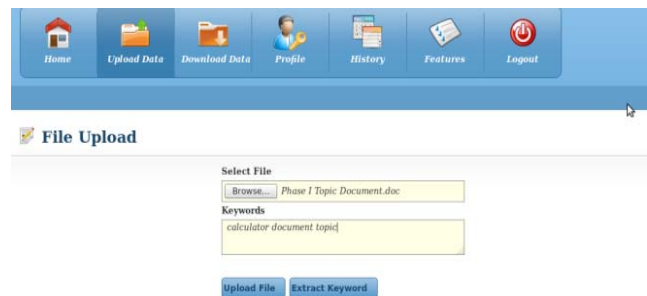 Home Upload Data Download Data Profile History Features Logout
File Upload
Select File
Browse... Phase I Topic Document.doc
Keywords
calculator document topic
Upload File Extract Keyword